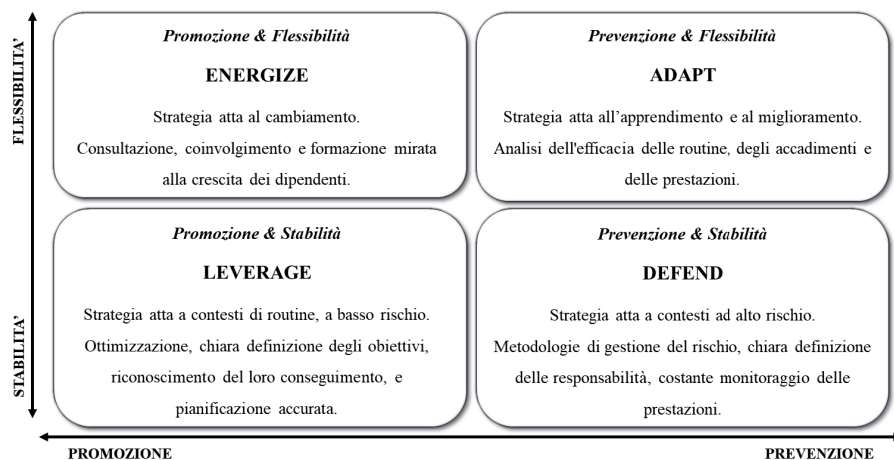 FLESSIBILITA’
Promozione & Flessibilità
ENERGIZE
Strategia atta al cambiamento.
Consultazione, coinvolgimento e formazione mirata
alla crescita dei dipendenti.
Prevenzione & Flessibilità
ADAPT
Strategia atta all’apprendimento e al miglioramento.
Analisi dell'efficacia delle routine, degli accadimenti e
delle prestazioni.
STABILITA’
Promozione & Stabilità
LEVERAGE
Strategia atta a contesti di routine, a basso rischio.
Ottimizzazione, chiara definizione degli obiettivi,
riconoscimento del loro conseguimento, e
pianificazione accurata.
Prevenzione & Stabilità
DEFEND
Strategia atta a contesti ad alto rischio.
Metodologie di gestione del rischio, chiara definizione
delle responsabilità, costante monitoraggio delle
prestazioni.
PROMOZIONE
PREVENZIONE